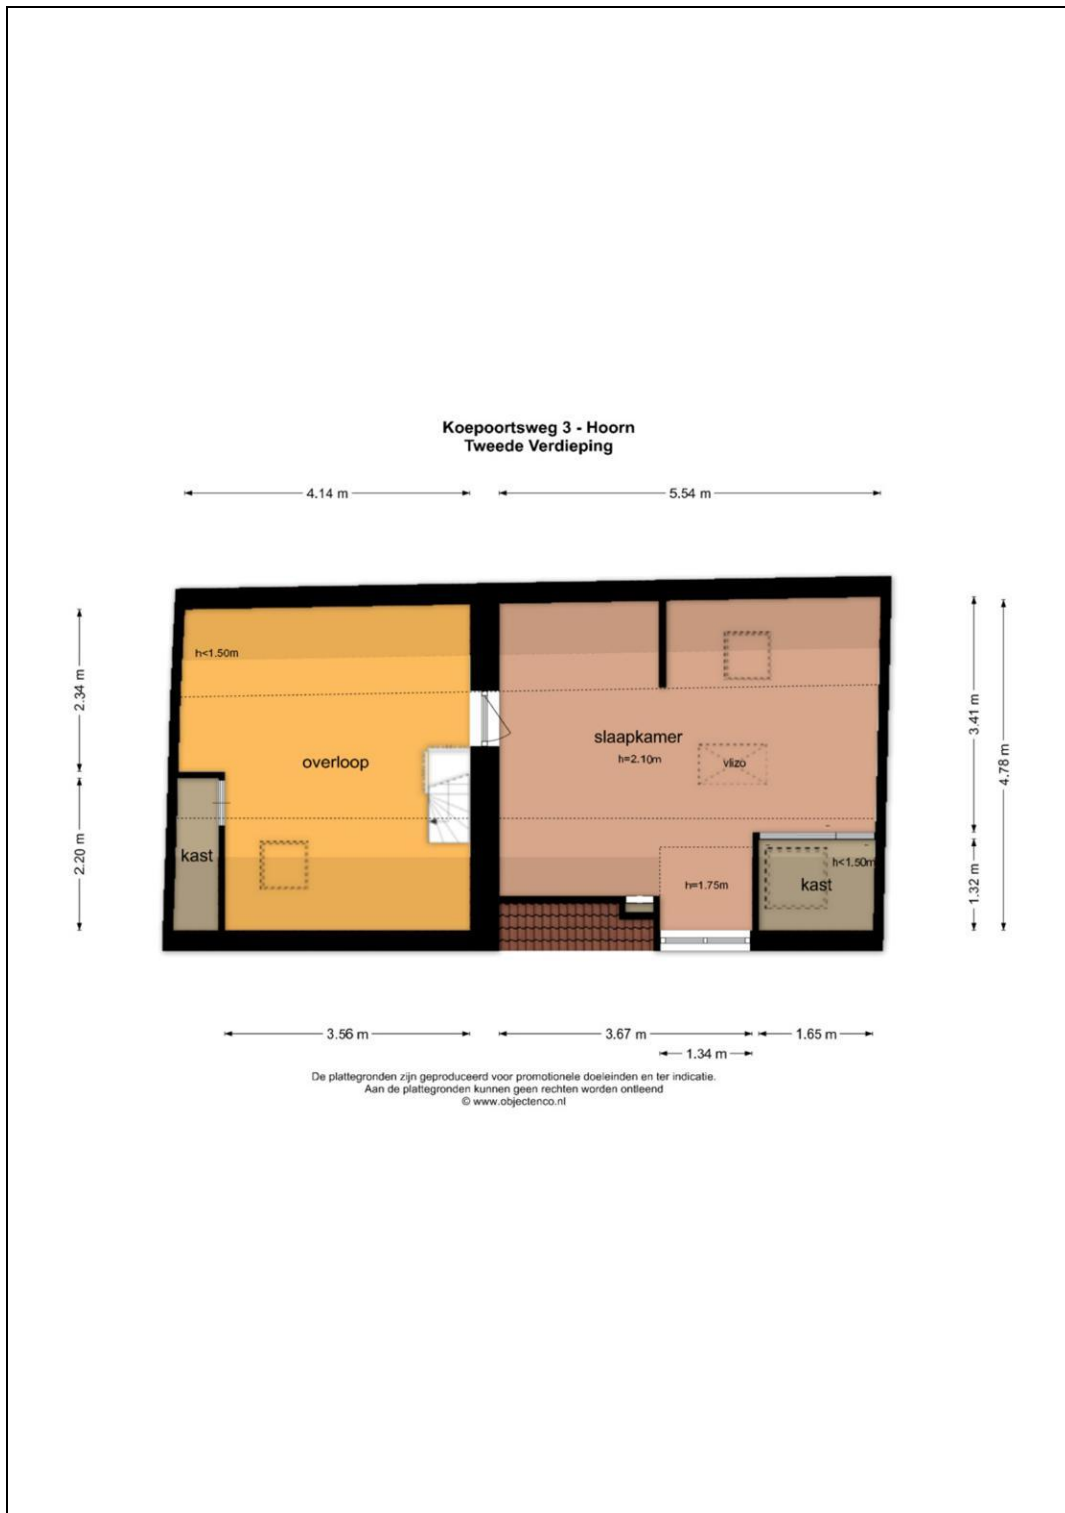 Koepoortsweg 3 - Hoorn
Tweede Verdieping
4.14 m
5.54 m
h<1.50m
2.34 m
3.41 m
4.78 m
slaapkamer
h=2.10m
overloop
vlizo
2.20 m
kast
h<1.50m
kast
h=1.75m
1.32 m
3.56 m
3.67 m
1.65 m
1.34 m
De plattegronden zijn geproduceerd voor promotionele doeleinden en ter indicatie.
Aan de plattegronden kunnen geen rechten worden ontleend
© www.objectenco.nl